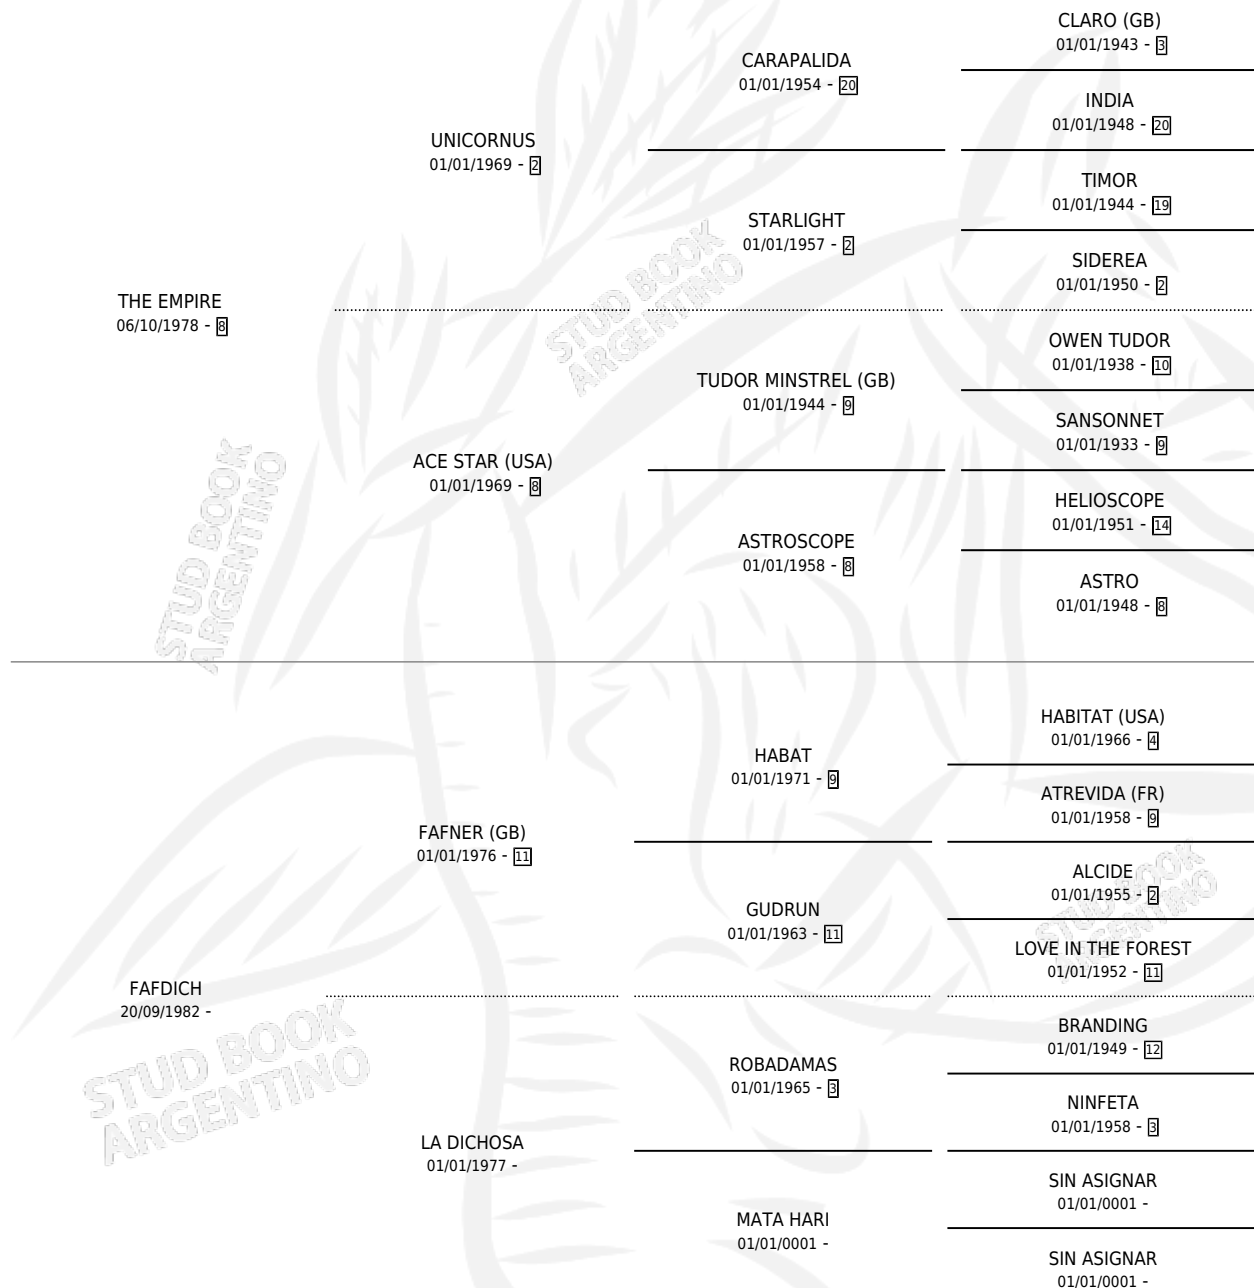 CLARO (GB)
01/01/1943 - 3
CARAPALIDA
01/01/1954 - 20
INDIA
01/01/1948 - 20
UNICORNUS
01/01/1969 - 2
TIMOR
01/01/1944 - 19
STARLIGHT
01/01/1957 - 2
SIDEREA
01/01/1950 - 2
THE EMPIRE
06/10/1978 - 8
OWEN TUDOR
01/01/1938 - 10
TUDOR MINSTREL (GB)
01/01/1944 - 9
SANSONNET
01/01/1933 - 9
ACE STAR (USA)
01/01/1969 - 8
HELIOSCOPE
01/01/1951 - 14
ASTROSCOPE
01/01/1958 - 8
ASTRO
01/01/1948 - 8
STUD BOOK
ARGENTINO
STUD BOOK
ARGENTINO
HABITAT (USA)
01/01/1966 - 4
HABAT
01/01/1971 - 9
ATREVIDA (FR)
01/01/1958 - 9
FAFNER (GB)
01/01/1976 - 11
ALCIDE
01/01/1955 - 2
GUDRUN
01/01/1963 - 11
LOVE IN THE FOREST
01/01/1952 - 11
FAFDICH
20/09/1982 -
BRANDING
01/01/1949 - 12
ROBADAMAS
01/01/1965 - 3
NINFETA
01/01/1958 - 3
LA DICHOSA
01/01/1977 -
SIN ASIGNAR
01/01/0001 -
MATA HARI
01/01/0001 -
SIN ASIGNAR
01/01/0001 -
STUD BOOK
ARGENTINO
STUD BOOK
ARGENTINO